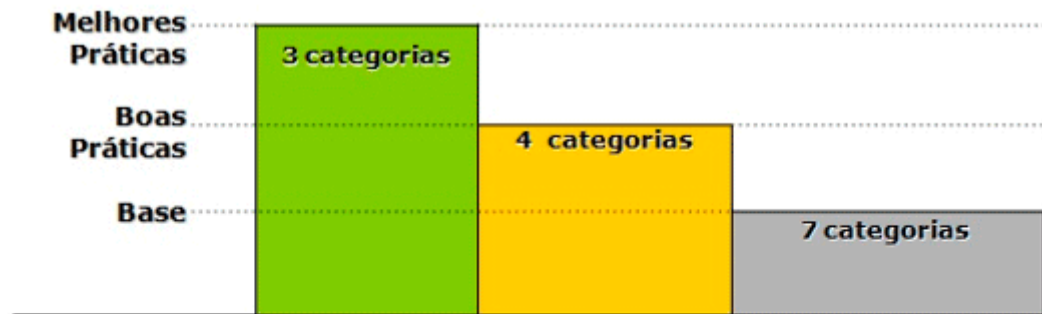 Melhores
Práticas
3 categorias
Boas
Práticas
4 categorias
Base
7 categorias